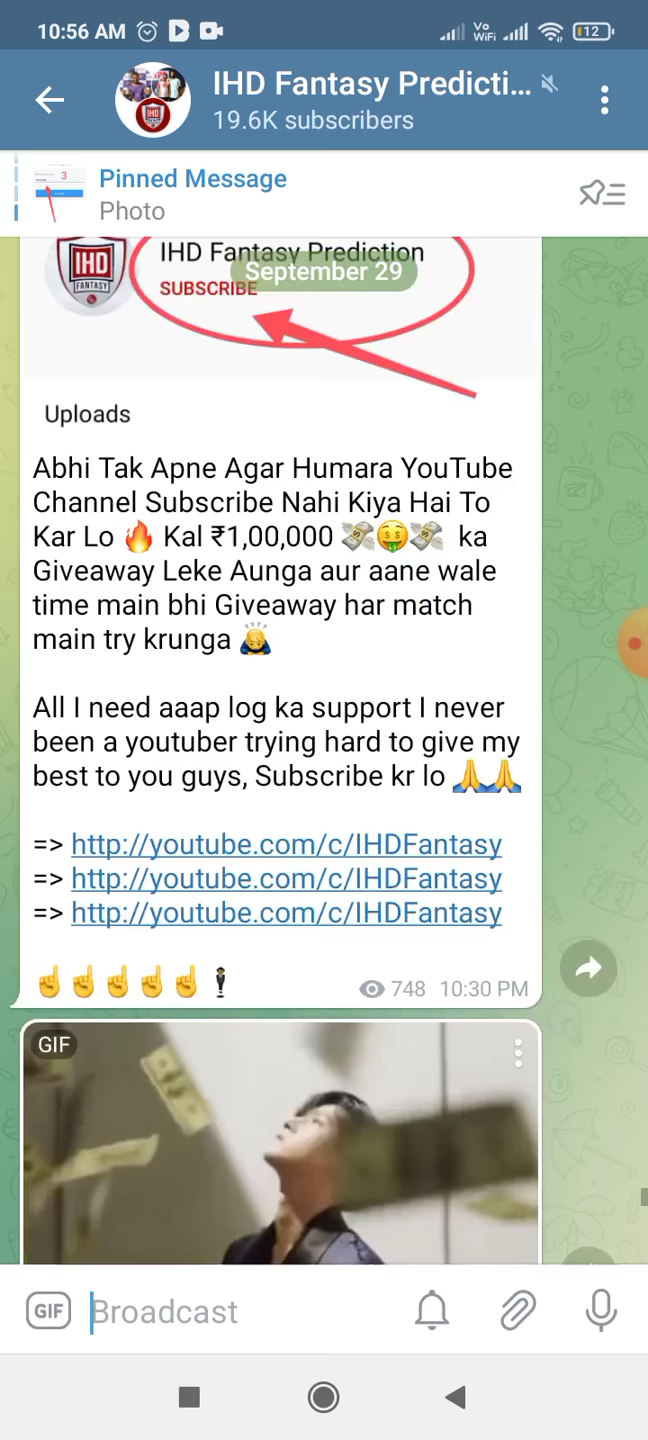 10:56 AM
Vo
WiFi
12
IHD Fantasy Predicti...
19.6K subscribers
Pinned Message
Photo
3
IHD
FANTASY
IHD
FANTASY
IHD Fantasy Prediction
September 29
SUBSCRIBE
Uploads
Abhi Tak Apne Agar Humara YouTube
Channel Subscribe Nahi Kiya Hai To
Kar Lo 🔥 Kal ₹1,00,000 💸🤑💸 ka
Giveaway Leke Aunga aur aane wale
time main bhi Giveaway har match
main try krunga 🙇
All I need aaap log ka support I never
been a youtuber trying hard to give my
best to you guys, Subscribe kr lo 🙏🙏
=> http://youtube.com/c/IHDFantasy
=> http://youtube.com/c/IHDFantasy
=> http://youtube.com/c/IHDFantasy
☝️☝️☝️☝️☝️🕴
748 10:30 PM
GIF
GIF
Broadcast